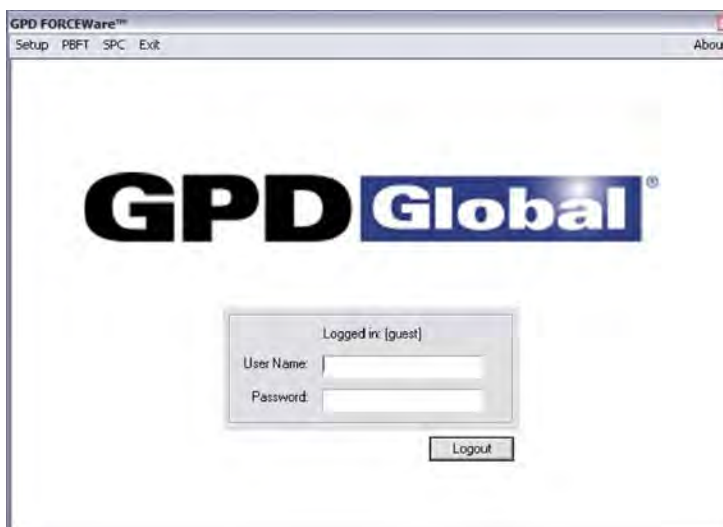 GPD FORCEWare™
Setup PBFT SPC Exit
GPD Global®
Logged in: (guest)
User Name:
Password:
Logout